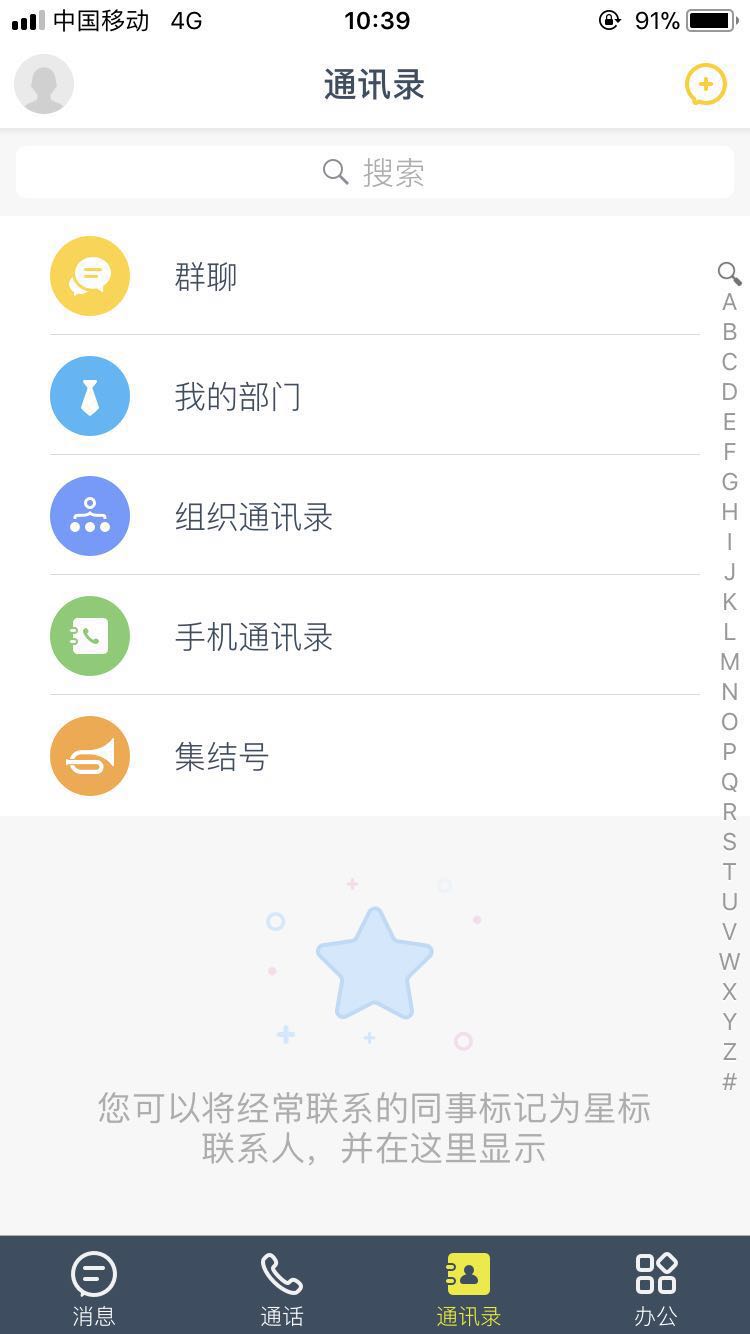 中国移动 4G 10:39 91%
通讯录
搜索
群聊
我的部门
组织通讯录
手机通讯录
集结号
A
B
C
D
E
F
G
H
I
J
K
L
M
N
O
P
Q
R
S
T
U
V
W
X
Y
Z
#
您可以将经常联系的同事标记为星标
联系人，并在这里显示
消息 通话 通讯录 办公